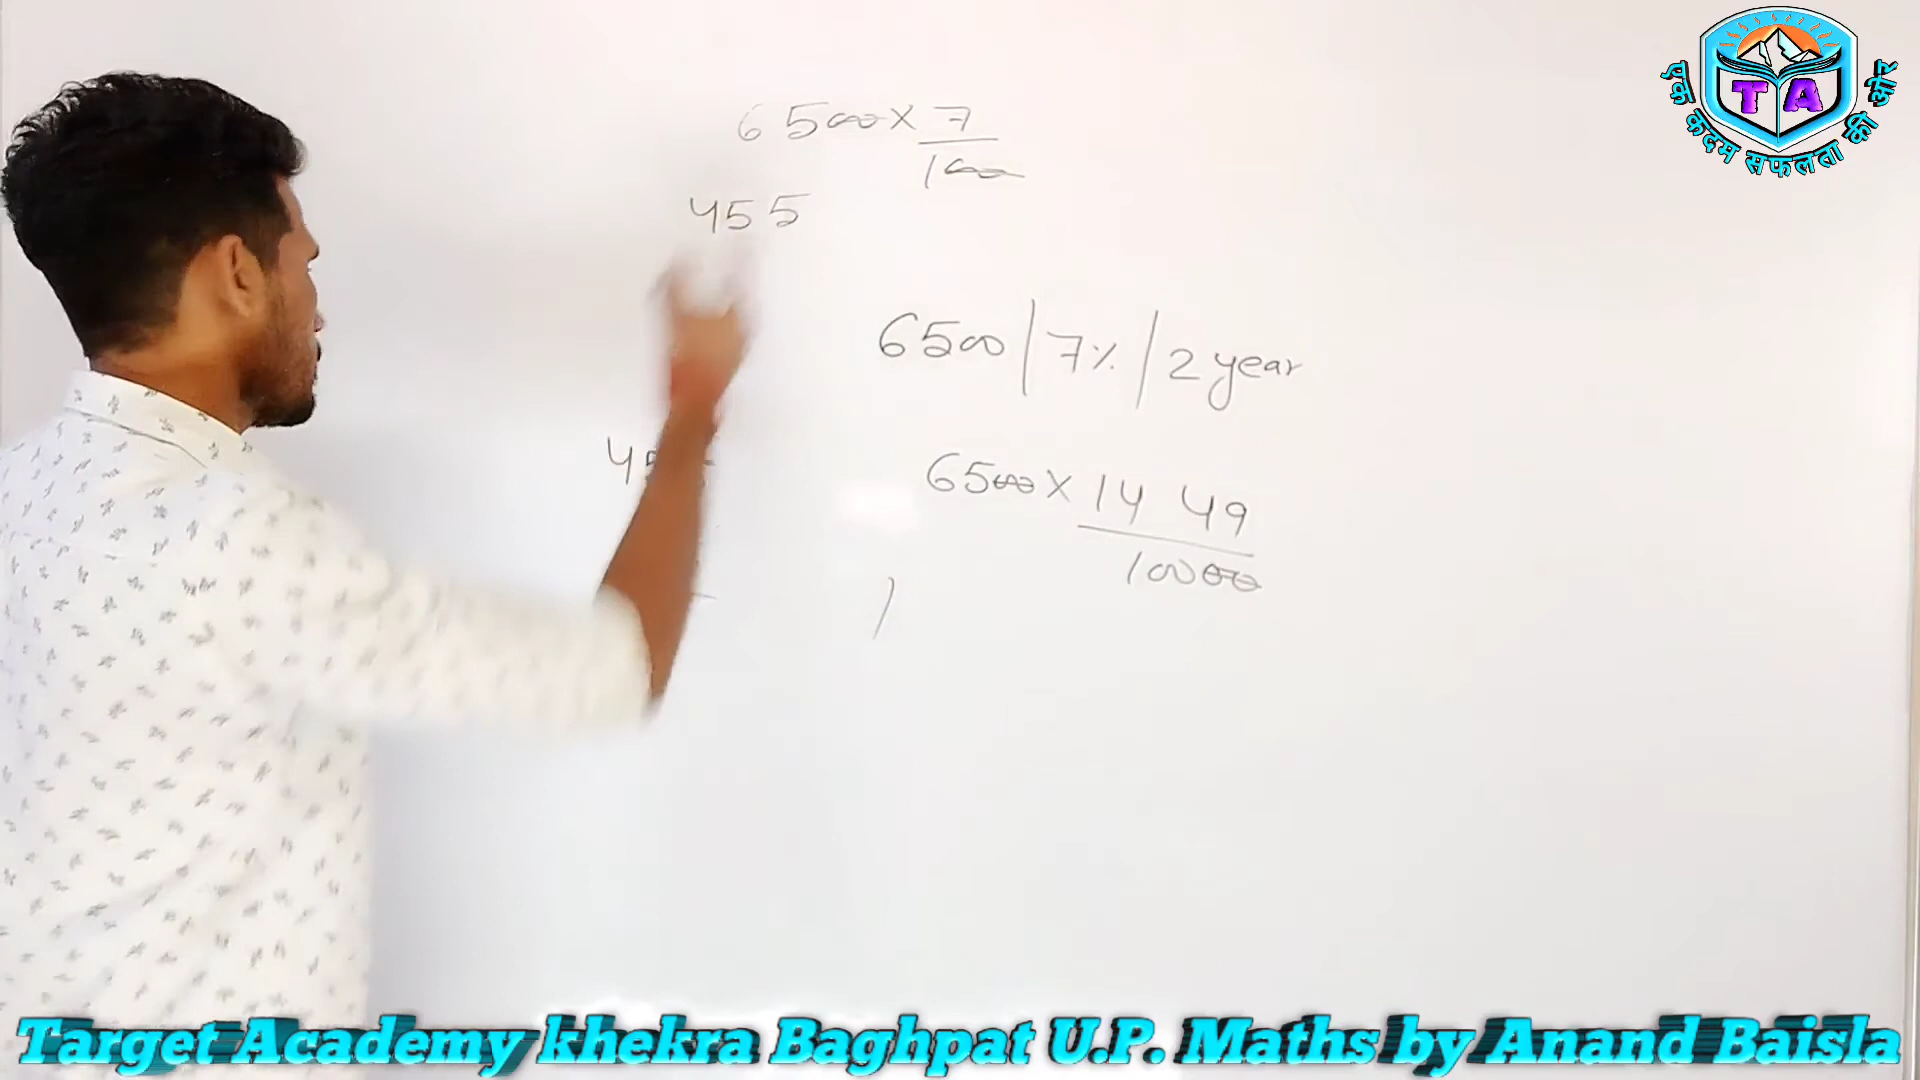 6500 × 7
100
455
6500 | 7% | 2 year
6500 × 14 49
10000
TA
एक कदम सफलता की और
Target Academy khekra Baghpat U.P. Maths by Anand Baisla